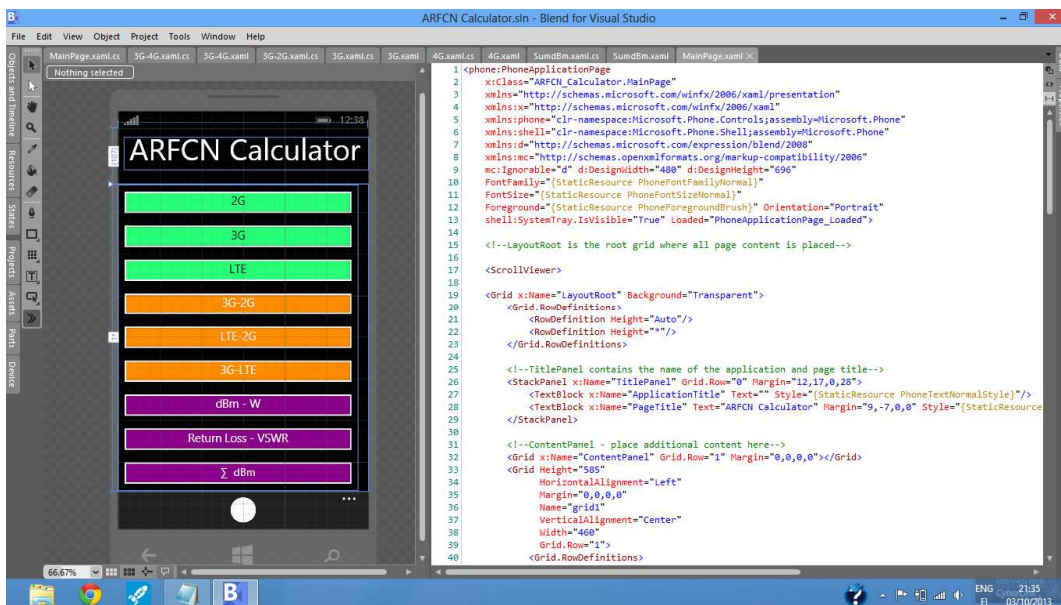 ARFCN Calculator.sln - Blend for Visual Studio
File Edit View Object Project Tools Window Help
MainPage.xaml.cs 3G-4G.xaml.cs 3G-4G.xaml 3G-2G.xaml.cs 3G.xaml.cs 3G.xaml 4G.xaml.cs 4G.xaml SumdBm.xaml.cs SumdBm.xaml MainPage.xaml
Nothing selected
Objects and Timeline
Resources
States
Projects
Assets
Parts
Device
12:38
ARFCN Calculator
2G
3G
LTE
3G-2G
LTE-2G
3G-LTE
dBm - W
Return Loss - VSWR
∑ dBm
66.67%
1 <phone:PhoneApplicationPage
2 x:Class="ARFCN_Calculator.MainPage"
3 xmlns="http://schemas.microsoft.com/winfx/2006/xaml/presentation"
4 xmlns:x="http://schemas.microsoft.com/winfx/2006/xaml"
5 xmlns:phone="clr-namespace:Microsoft.Phone.Controls;assembly=Microsoft.Phone"
6 xmlns:shell="clr-namespace:Microsoft.Phone.Shell;assembly=Microsoft.Phone"
7 xmlns:d="http://schemas.microsoft.com/expression/blend/2008"
8 xmlns:mc="http://schemas.openxmlformats.org/markup-compatibility/2006"
9 mc:Ignorable="d" d:DesignWidth="480" d:DesignHeight="696"
10 FontFamily="{StaticResource PhoneFontFamilyNormal}"
11 FontSize="{StaticResource PhoneFontSizeNormal}"
12 Foreground="{StaticResource PhoneForegroundBrush}" Orientation="Portrait"
13 shell:SystemTray.IsVisible="True" Loaded="PhoneApplicationPage_Loaded">
14
15 <!--LayoutRoot is the root grid where all page content is placed-->
16
17 <ScrollViewer>
18
19 <Grid x:Name="LayoutRoot" Background="Transparent">
20 <Grid.RowDefinitions>
21 <RowDefinition Height="Auto"/>
22 <RowDefinition Height="*"/>
23 </Grid.RowDefinitions>
24
25 <!--TitlePanel contains the name of the application and page title-->
26 <StackPanel x:Name="TitlePanel" Grid.Row="0" Margin="12,17,0,28">
27 <TextBlock x:Name="ApplicationTitle" Text="" Style="{StaticResource PhoneTextNormalStyle}"/>
28 <TextBlock x:Name="PageTitle" Text="ARFCN Calculator" Margin="9,-7,0,0" Style="{StaticResource
29 </StackPanel>
30
31 <!--ContentPanel - place additional content here-->
32 <Grid x:Name="ContentPanel" Grid.Row="1" Margin="0,0,0,0"></Grid>
33 <Grid Height="585"
34 HorizontalAlignment="Left"
35 Margin="0,0,0,0"
36 Name="grid1"
37 VerticalAlignment="Center"
38 Width="460"
39 Grid.Row="1">
40 <Grid.RowDefinitions>
ENG 21:35
FI 03/10/2013